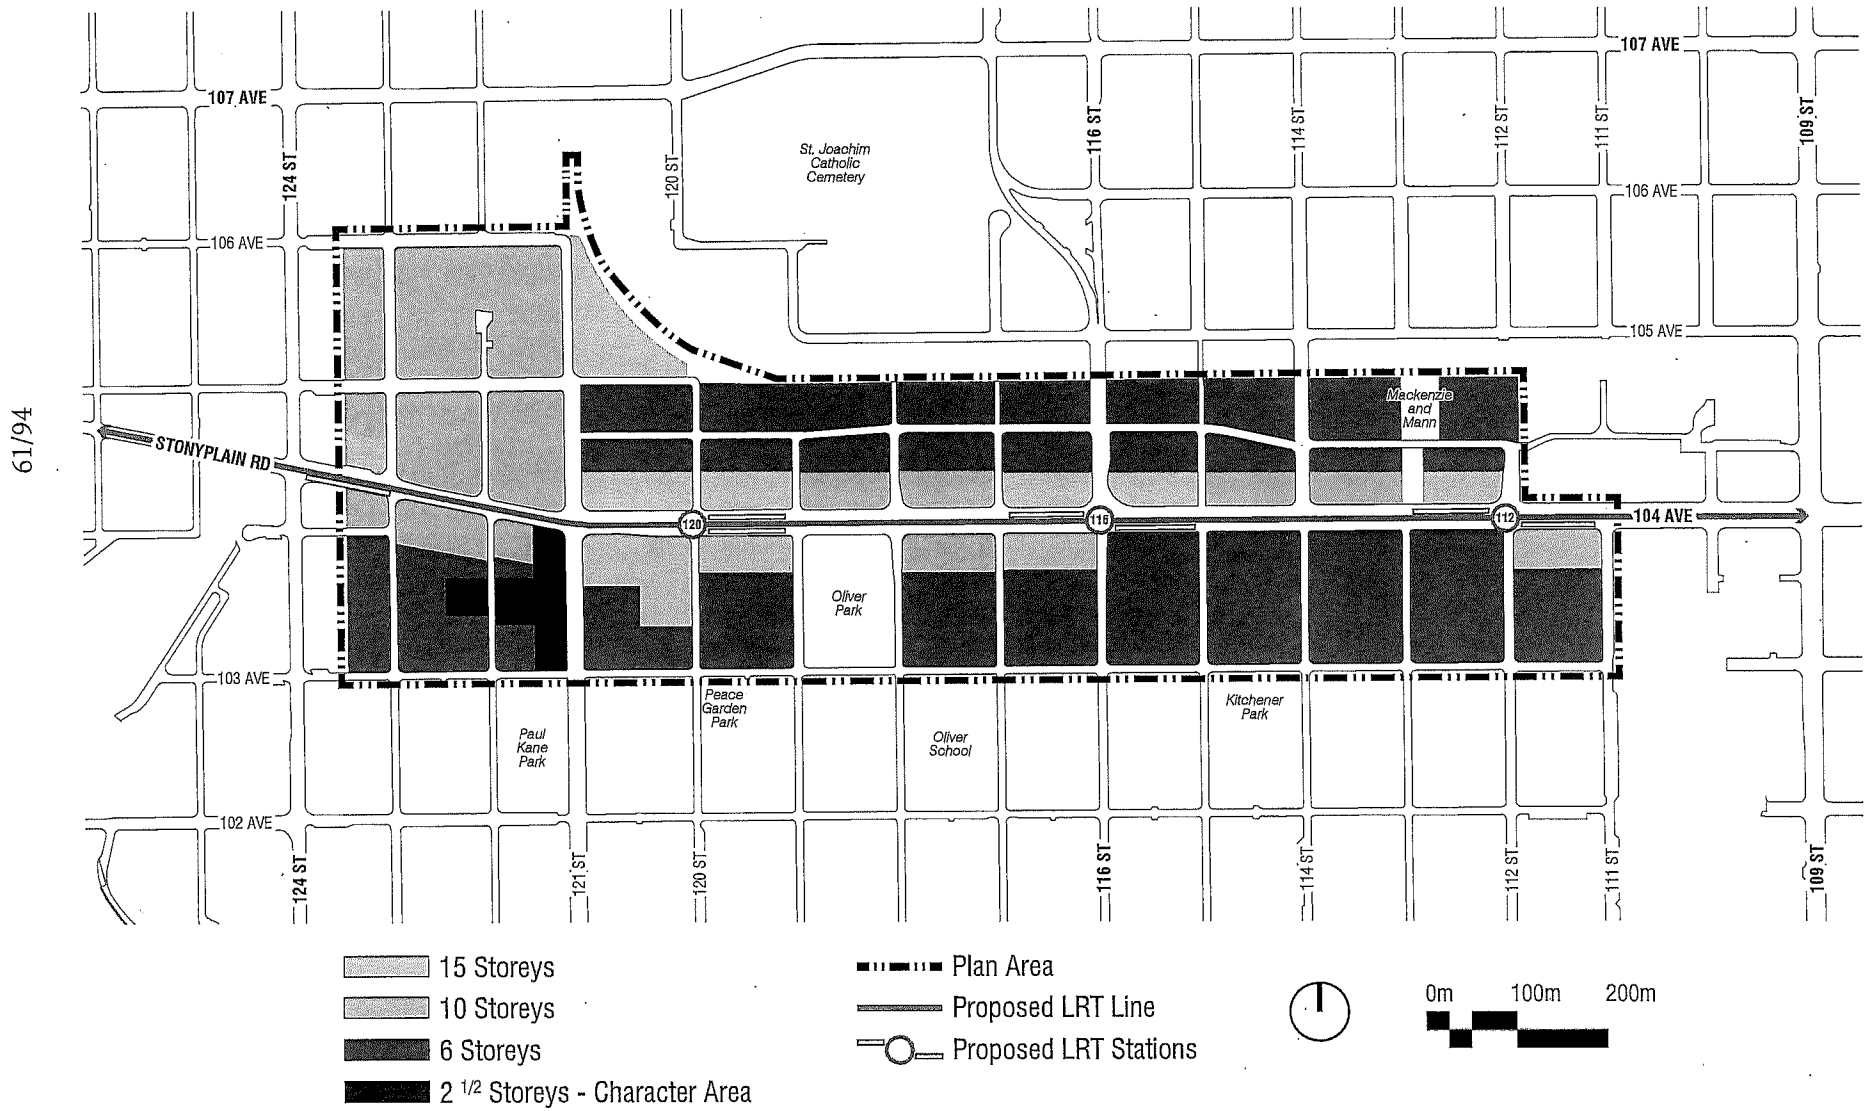 107 AVE
107 AVE
116 ST
114 ST
112 ST
111 ST
109 ST
124 ST
120 ST
St. Joachim
Catholic
Cemetery
106 AVE
106 AVE
105 AVE
Mackenzie
and
Mann
61/94
STONYPLAIN RD
120
116
112
104 AVE
Oliver
Park
103 AVE
Peace
Garden
Park
Kitchener
Park
Paul
Kane
Park
Oliver
School
102 AVE
124 ST
121 ST
120 ST
116 ST
114 ST
112 ST
111 ST
109 ST
15 Storeys
10 Storeys
6 Storeys
2 1/2 Storeys - Character Area
Plan Area
Proposed LRT Line
Proposed LRT Stations
0m 100m 200m